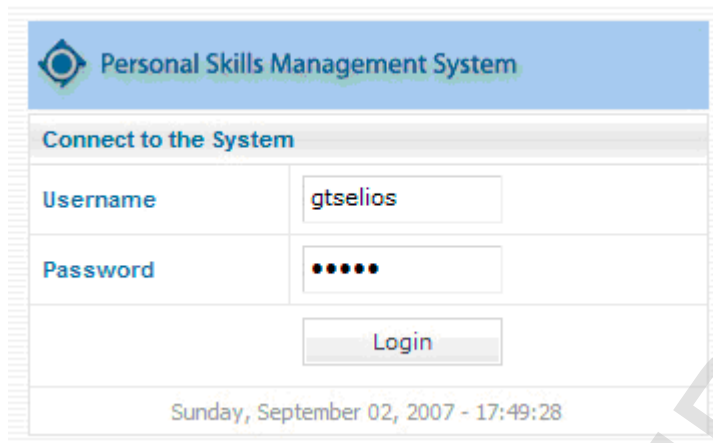 Personal Skills Management System
Connect to the System
Username gtselios
Password •••••
Login
Sunday, September 02, 2007 - 17:49:28